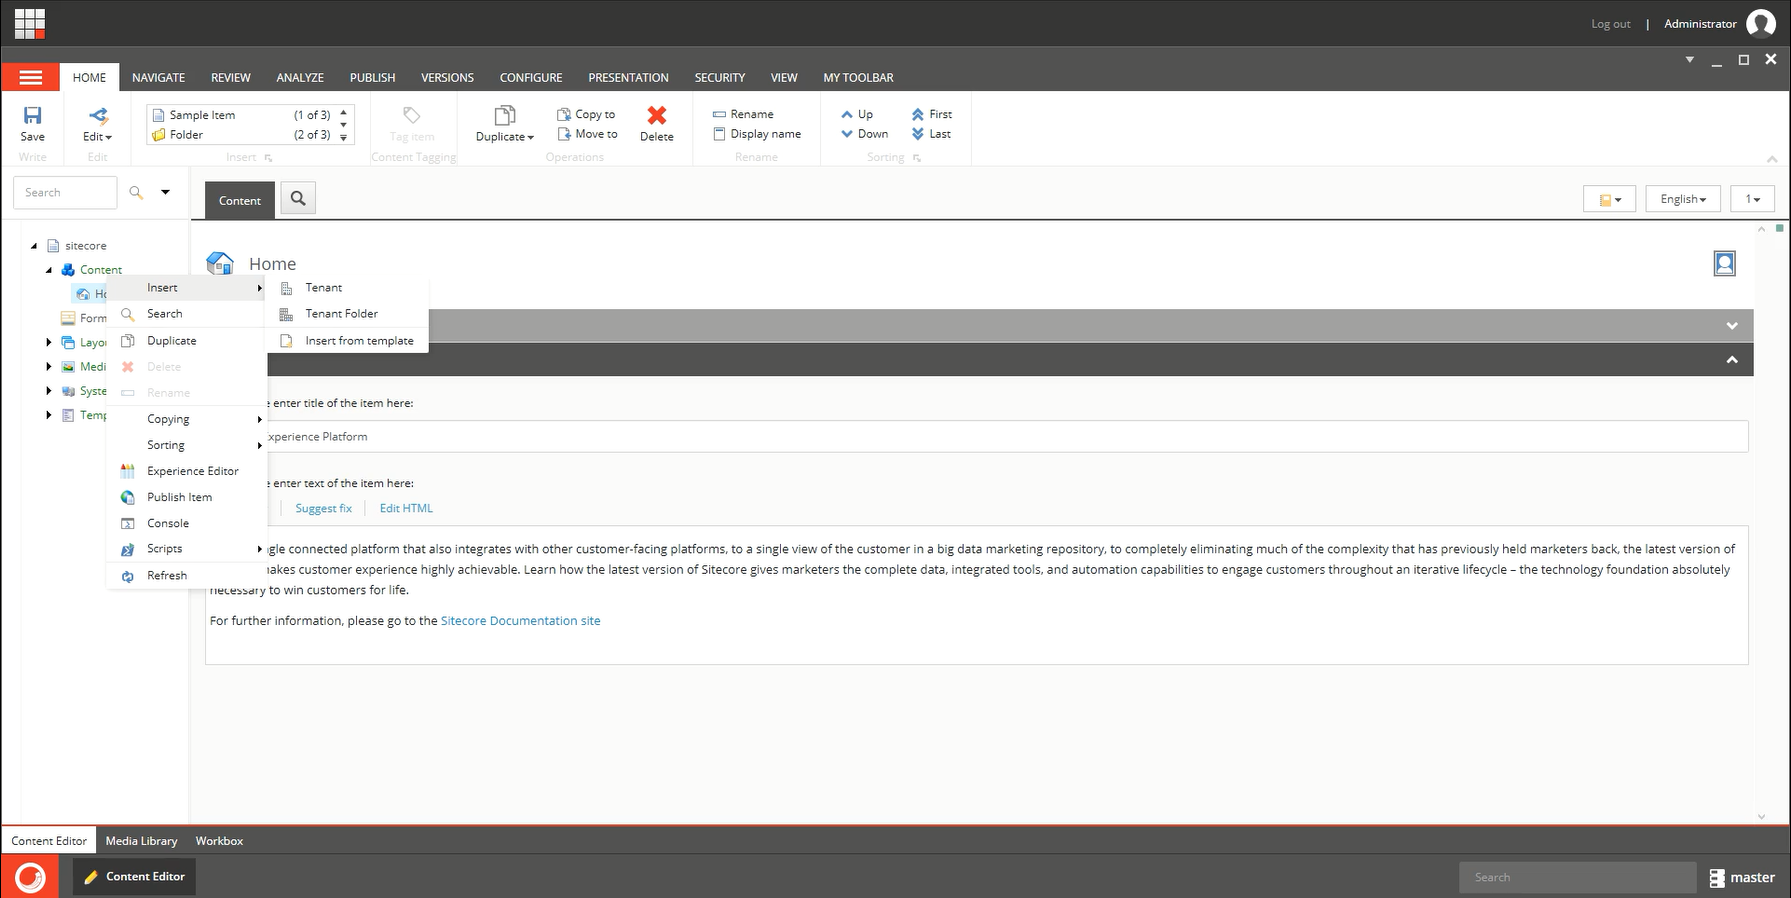 Log out | Administrator
HOME NAVIGATE REVIEW ANALYZE PUBLISH VERSIONS CONFIGURE PRESENTATION SECURITY VIEW MY TOOLBAR
Save
Write
Edit
Edit
Sample Item (1 of 3)
Folder (2 of 3)
Insert
Tag item
Content Tagging
Duplicate
Copy to
Move to
Delete
Operations
Rename
Display name
Rename
Up
Down
First
Last
Sorting
Search
Content
English
1
sitecore
Content
Ho
Form
Layou
Medi
Syste
Temp
Insert
Search
Duplicate
Delete
Rename
Copying
Sorting
Experience Editor
Publish Item
Console
Scripts
Refresh
Tenant
Tenant Folder
Insert from template
Home
e enter title of the item here:
xperience Platform
e enter text of the item here:
Suggest fix | Edit HTML
gle connected platform that also integrates with other customer-facing platforms, to a single view of the customer in a big data marketing repository, to completely eliminating much of the complexity that has previously held marketers back, the latest version of
akes customer experience highly achievable. Learn how the latest version of Sitecore gives marketers the complete data, integrated tools, and automation capabilities to engage customers throughout an iterative lifecycle – the technology foundation absolutely
necessary to win customers for life.
For further information, please go to the Sitecore Documentation site
Content Editor Media Library Workbox
Content Editor
Search
master